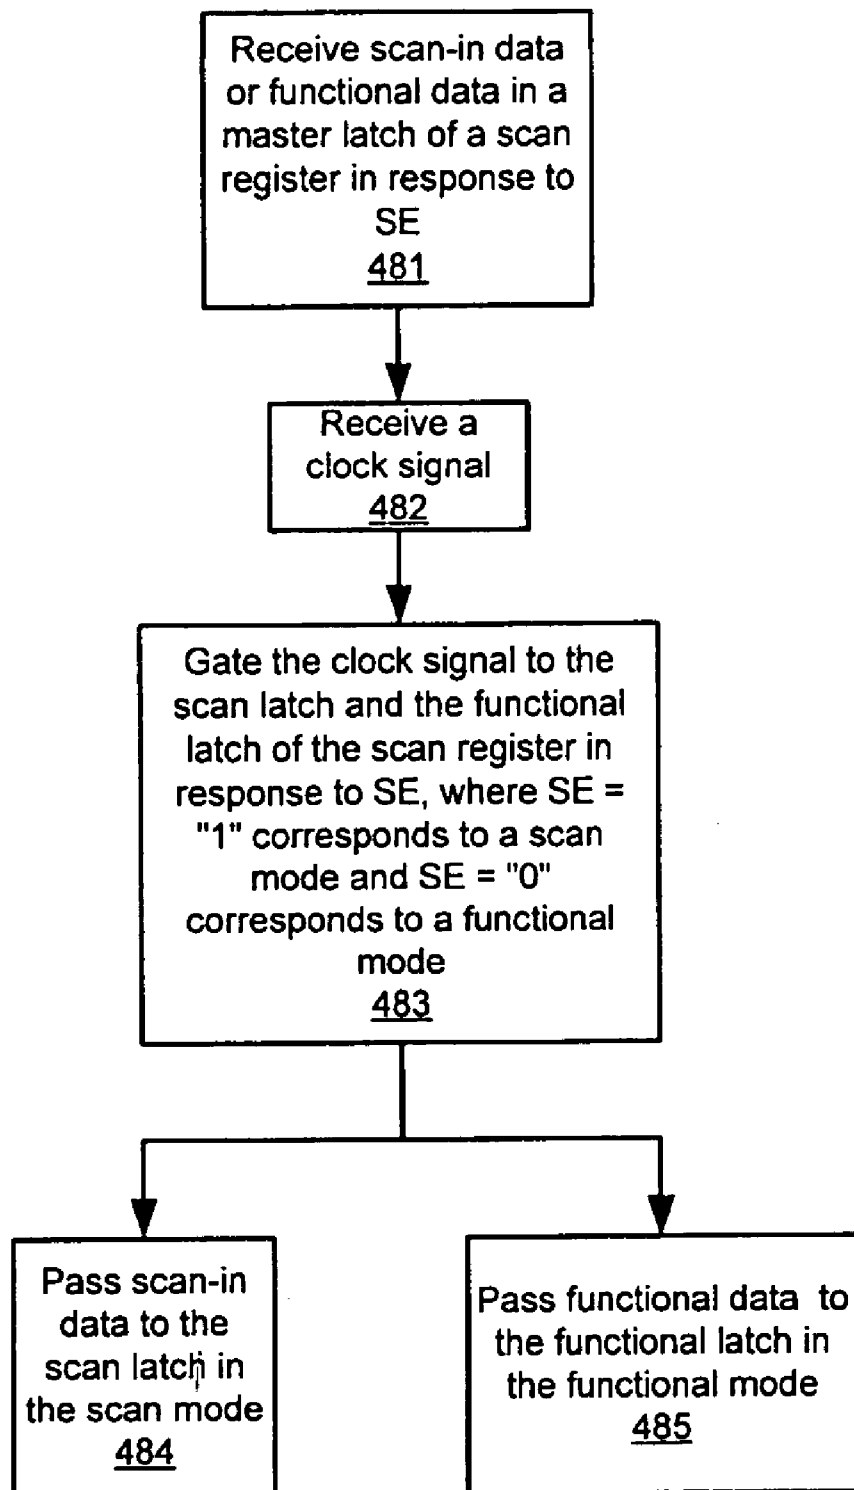 Receive scan-in data
or functional data in a
master latch of a scan
register in response to
SE
481
Receive a
clock signal
482
Gate the clock signal to the
scan latch and the functional
latch of the scan register in
response to SE, where SE =
"1" corresponds to a scan
mode and SE = "0"
corresponds to a functional
mode
483
Pass scan-in
data to the
scan latch in
the scan mode
484
Pass functional data to
the functional latch in
the functional mode
485